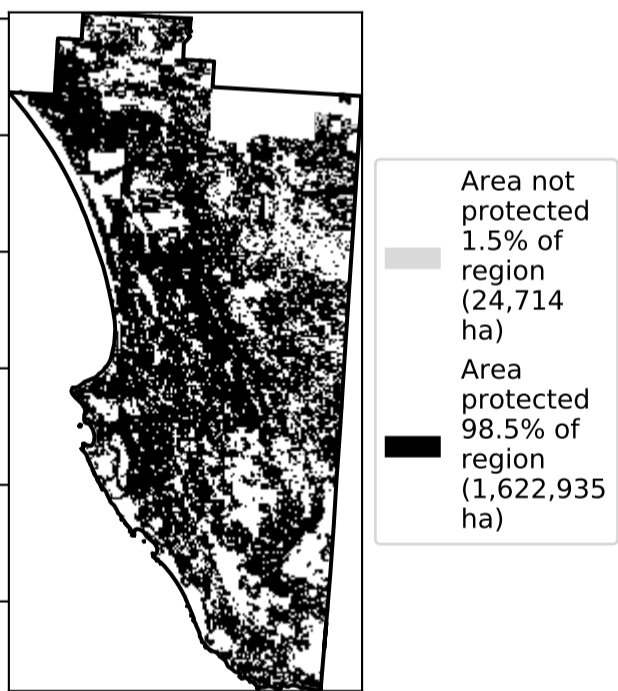 Area not
protected
1.5% of
region
(24,714
ha)
Area
protected
98.5% of
region
(1,622,935
ha)